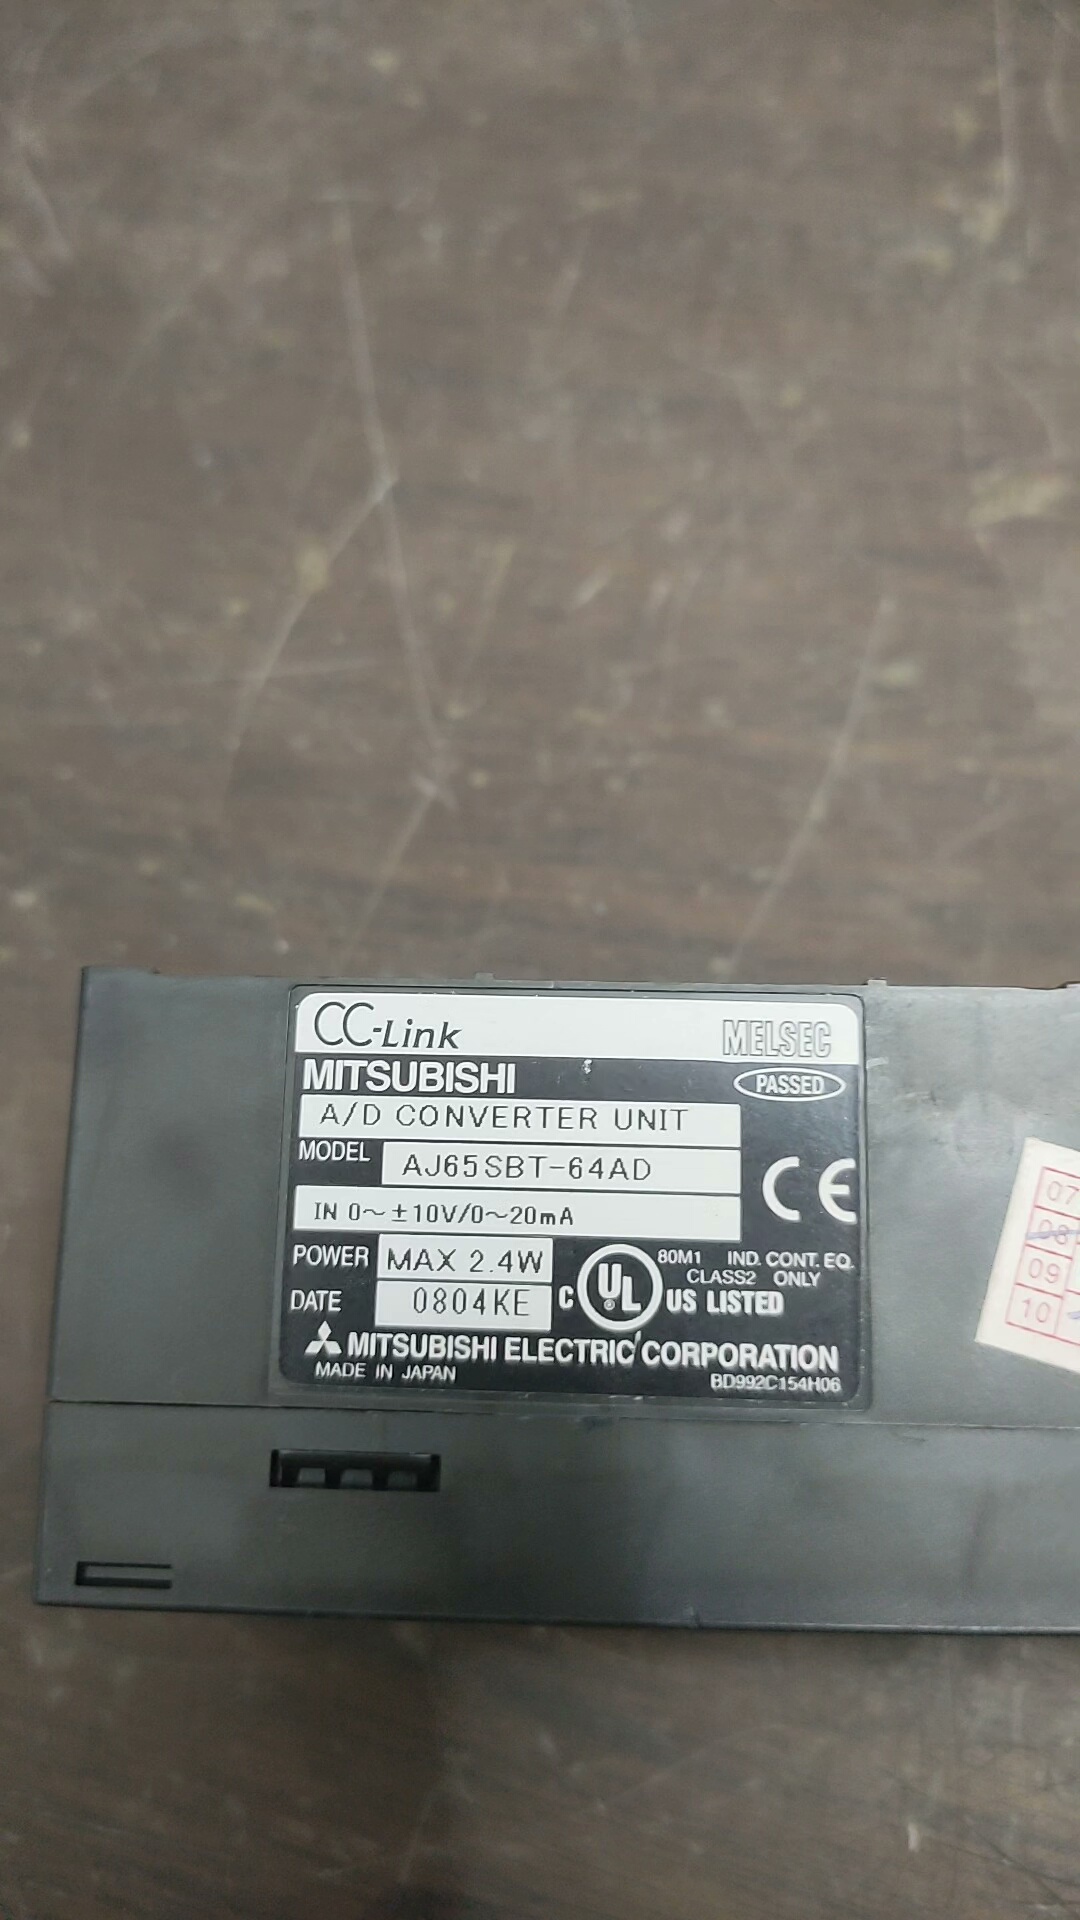 CC-Link MELSEC
MITSUBISHI PASSED
A/D CONVERTER UNIT
MODEL AJ65SBT-64AD
CE
IN 0～±10V/0～20mA
POWER MAX 2.4W
DATE 0804KE
C UL® US LISTED
80M1 IND. CONT. EQ.
CLASS2 ONLY
MITSUBISHI ELECTRIC CORPORATION
MADE IN JAPAN BD992C154H06
07
08
09
10